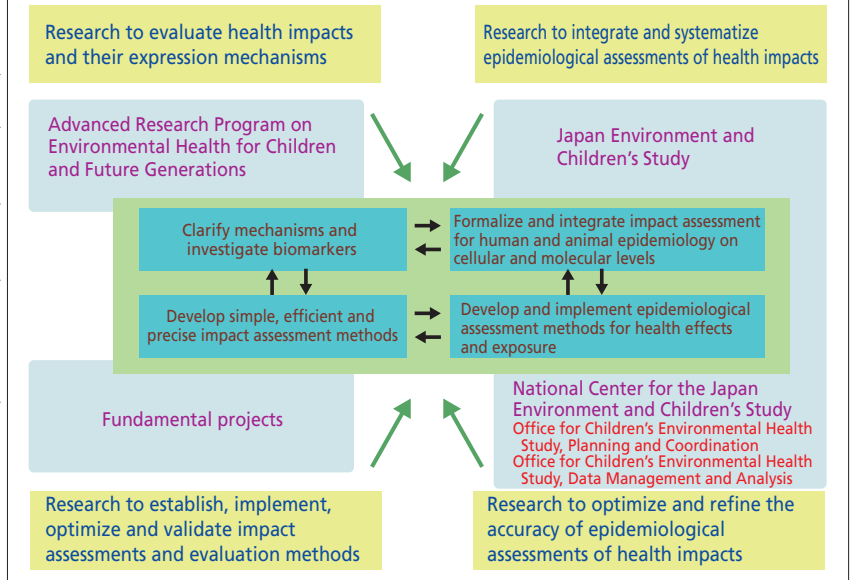 Research to evaluate health impacts
and their expression mechanisms
Research to integrate and systematize
epidemiological assessments of health impacts
Advanced Research Program on
Environmental Health for Children
and Future Generations
Japan Environment and
Children's Study
Clarify mechanisms and
investigate biomarkers
Formalize and integrate impact assessment
for human and animal epidemiology on
cellular and molecular levels
Develop simple, efficient and
precise impact assessment methods
Develop and implement epidemiological
assessment methods for health effects
and exposure
Fundamental projects
National Center for the Japan
Environment and Children's Study
Office for Children's Environmental Health
Study, Planning and Coordination
Office for Children's Environmental Health
Study, Data Management and Analysis
Research to establish, implement,
optimize and validate impact
assessments and evaluation methods
Research to optimize and refine the
accuracy of epidemiological
assessments of health impacts